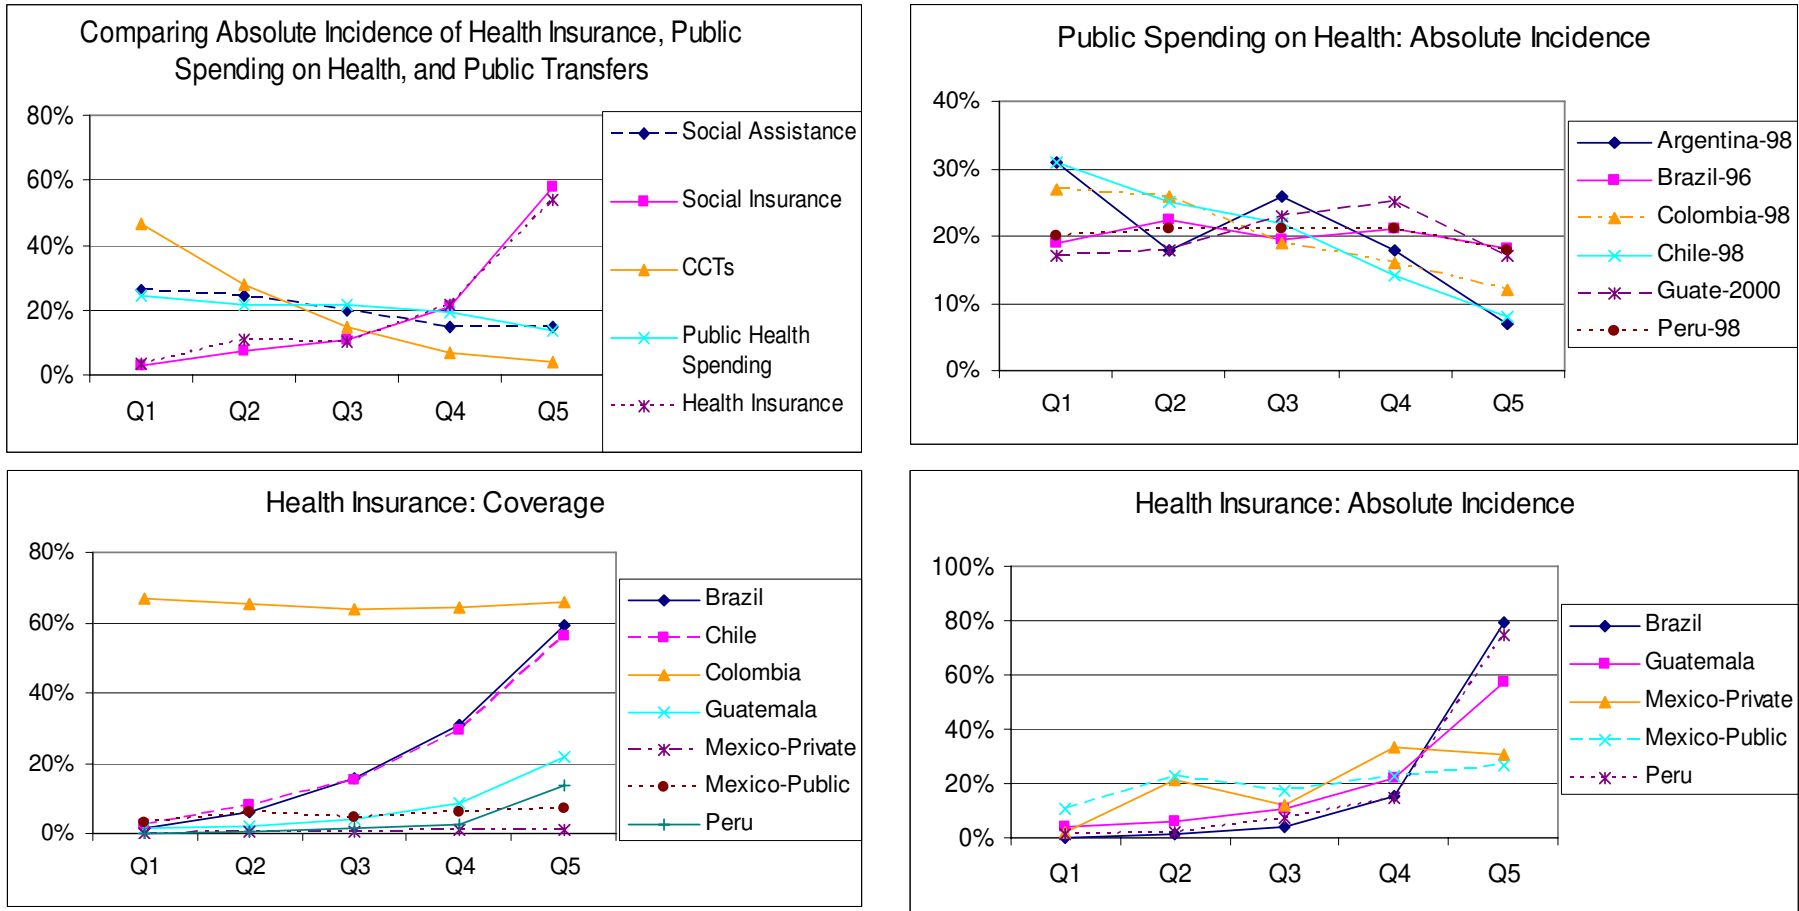 Comparing Absolute Incidence of Health Insurance, Public
Spending on Health, and Public Transfers
80%
60%
40%
20%
0%
Q1 Q2 Q3 Q4 Q5
Social Assistance
Social Insurance
CCTs
Public Health
Spending
Health Insurance
Public Spending on Health: Absolute Incidence
40%
30%
20%
10%
0%
Q1 Q2 Q3 Q4 Q5
Argentina-98
Brazil-96
Colombia-98
Chile-98
Guate-2000
Peru-98
Health Insurance: Coverage
80%
60%
40%
20%
0%
Q1 Q2 Q3 Q4 Q5
Brazil
Chile
Colombia
Guatemala
Mexico-Private
Mexico-Public
Peru
Health Insurance: Absolute Incidence
100%
80%
60%
40%
20%
0%
Q1 Q2 Q3 Q4 Q5
Brazil
Guatemala
Mexico-Private
Mexico-Public
Peru